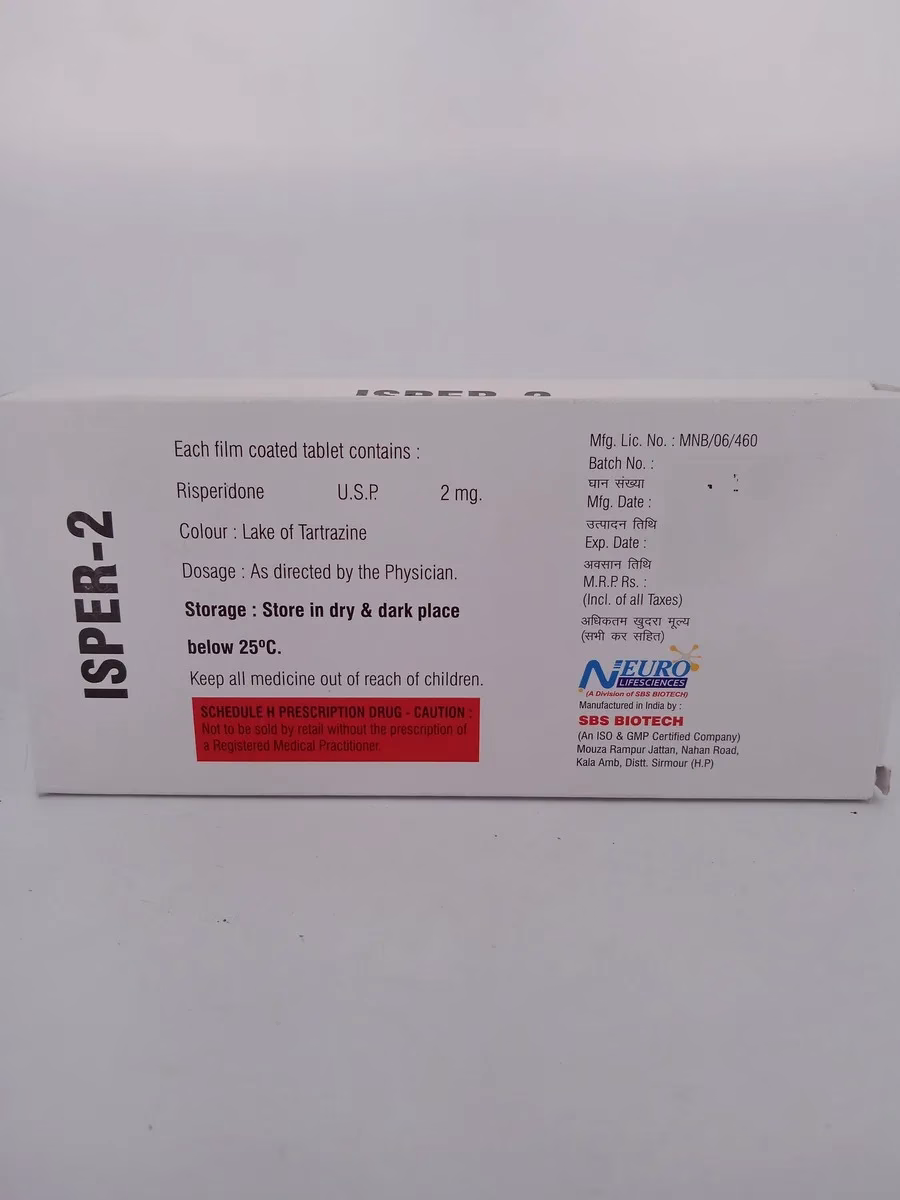 ISPER-2
ISPER-2
Each film coated tablet contains :
Risperidone U.S.P. 2 mg.
Colour : Lake of Tartrazine
Dosage : As directed by the Physician.
Storage : Store in dry & dark place
below 25ºC.
Keep all medicine out of reach of children.
SCHEDULE H PRESCRIPTION DRUG - CAUTION :
Not to be sold by retail without the prescription of
a Registered Medical Practitioner.
Mfg. Lic. No. : MNB/06/460
Batch No. :
घान संख्या
Mfg. Date :
उत्पादन तिथि
Exp. Date :
अवसान तिथि
M.R.P. Rs. :
(Incl. of all Taxes)
अधिकतम खुदरा मूल्य
(सभी कर सहित)
NEURO
LIFESCIENCES
(A Division of SBS BIOTECH)
Manufactured in India by :
SBS BIOTECH
(An ISO & GMP Certified Company)
Mouza Rampur Jattan, Nahan Road,
Kala Amb, Distt. Sirmour (H.P)